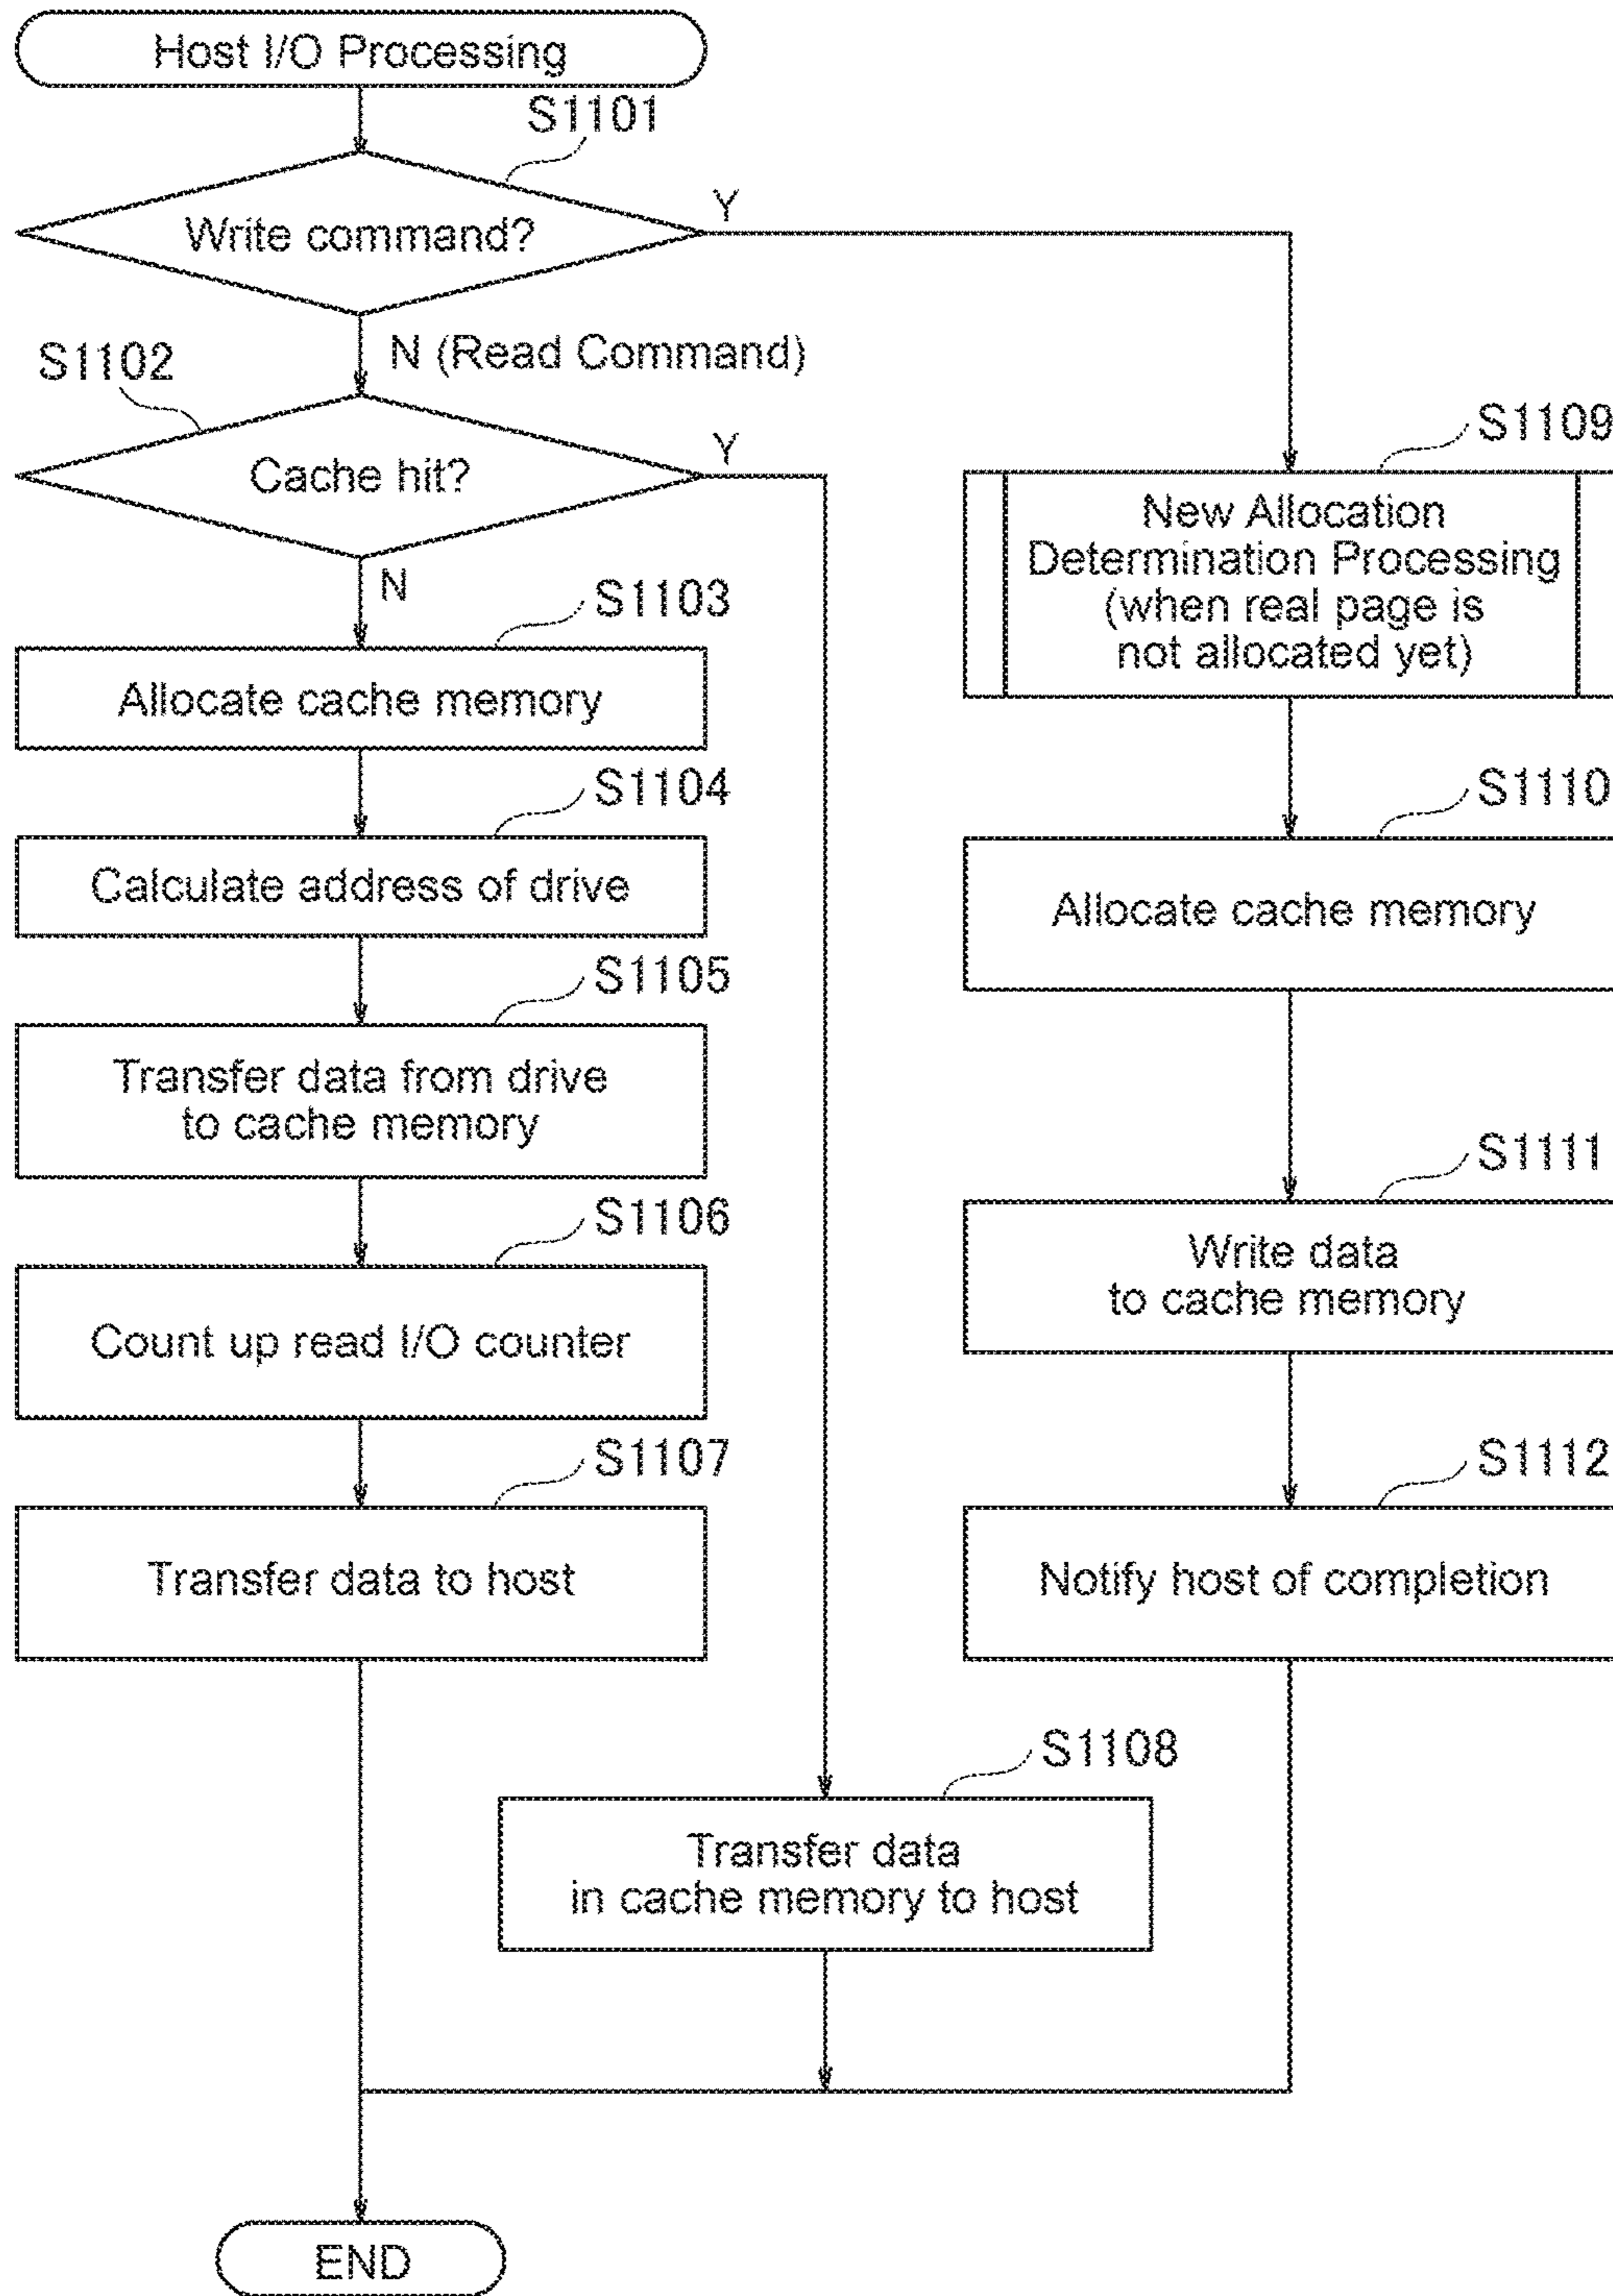 Host I/O Processing
S1101
Write command?
Y
N (Read Command)
S1102
Cache hit?
Y
N
S1103
Allocate cache memory
S1104
Calculate address of drive
S1105
Transfer data from drive
to cache memory
S1106
Count up read I/O counter
S1107
Transfer data to host
S1108
Transfer data
in cache memory to host
S1109
New Allocation
Determination Processing
(when real page is
not allocated yet)
S1110
Allocate cache memory
S1111
Write data
to cache memory
S1112
Notify host of completion
END